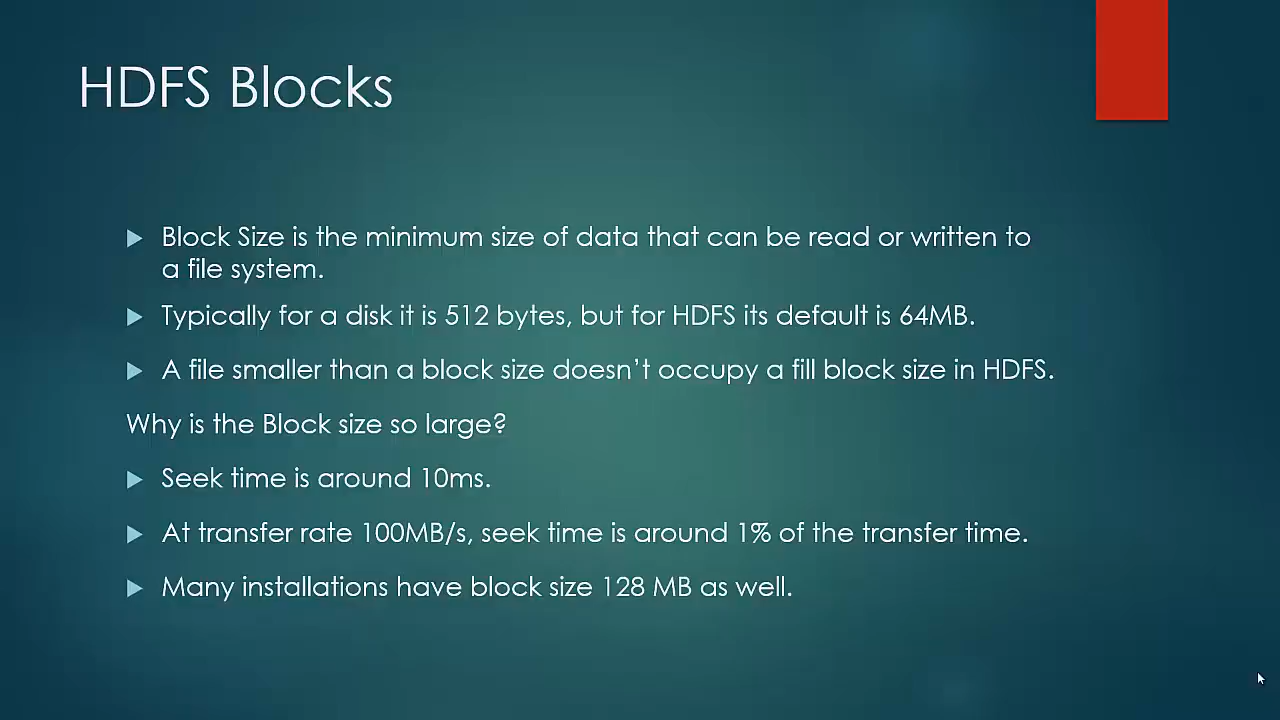 HDFS Blocks
Block Size is the minimum size of data that can be read or written to
a file system.
Typically for a disk it is 512 bytes, but for HDFS its default is 64MB.
A file smaller than a block size doesn't occupy a fill block size in HDFS.
Why is the Block size so large?
Seek time is around 10ms.
At transfer rate 100MB/s, seek time is around 1% of the transfer time.
Many installations have block size 128 MB as well.